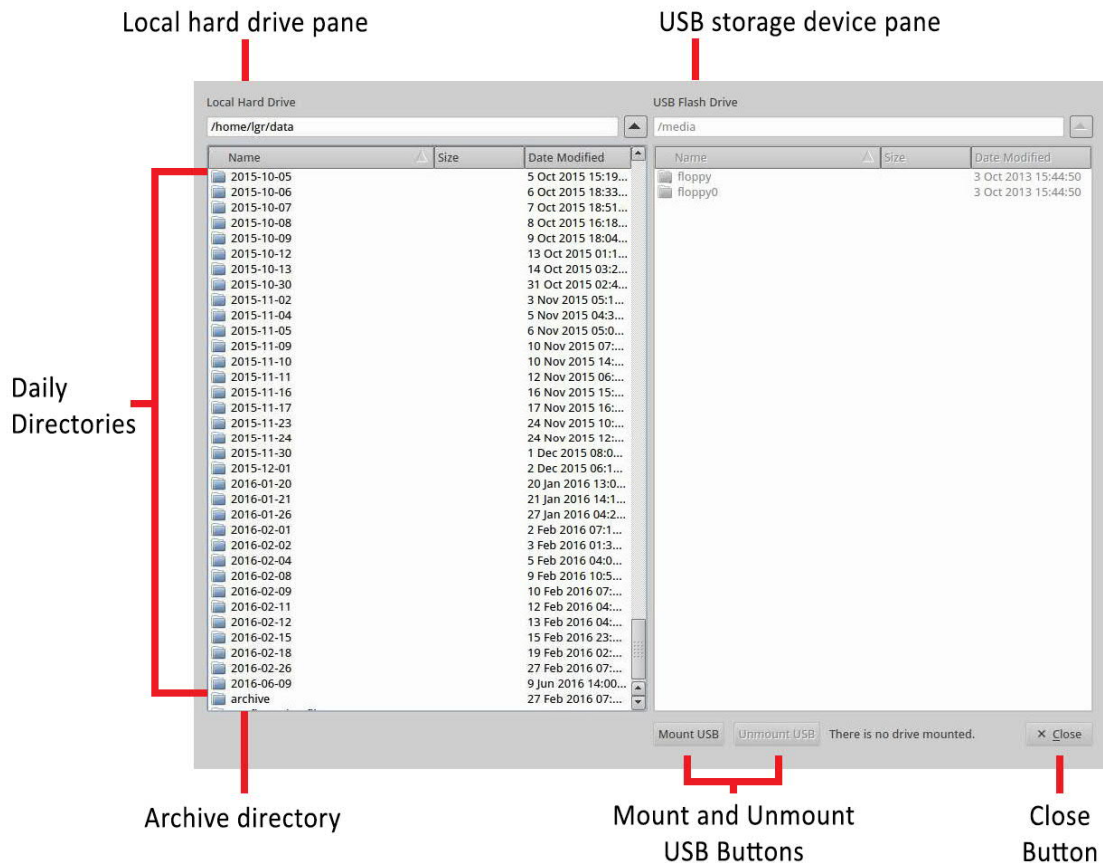 Local hard drive pane
USB storage device pane
Local Hard Drive
USB Flash Drive
/home/lgr/data
/media
Name Size Date Modified
Name Size Date Modified
2015-10-05 5 Oct 2015 15:19...
2015-10-06 6 Oct 2015 18:33...
2015-10-07 7 Oct 2015 18:51...
2015-10-08 8 Oct 2015 16:18...
2015-10-09 9 Oct 2015 18:04...
2015-10-12 13 Oct 2015 01:1...
2015-10-13 14 Oct 2015 03:2...
2015-10-30 31 Oct 2015 02:4...
2015-11-02 3 Nov 2015 05:1...
2015-11-04 5 Nov 2015 04:3...
2015-11-05 6 Nov 2015 05:0...
2015-11-09 10 Nov 2015 07:...
2015-11-10 10 Nov 2015 14:...
2015-11-11 12 Nov 2015 06:...
2015-11-16 16 Nov 2015 15:...
2015-11-17 17 Nov 2015 16:...
2015-11-23 24 Nov 2015 10:...
2015-11-24 24 Nov 2015 12:...
2015-11-30 1 Dec 2015 08:0...
2015-12-01 2 Dec 2015 06:1...
2016-01-20 20 Jan 2016 13:0...
2016-01-21 21 Jan 2016 14:1...
2016-01-26 27 Jan 2016 04:2...
2016-02-01 2 Feb 2016 07:1...
2016-02-02 3 Feb 2016 01:3...
2016-02-04 5 Feb 2016 04:0...
2016-02-08 9 Feb 2016 10:5...
2016-02-09 10 Feb 2016 07:...
2016-02-11 12 Feb 2016 04:...
2016-02-12 13 Feb 2016 04:...
2016-02-15 15 Feb 2016 23:...
2016-02-18 19 Feb 2016 02:...
2016-02-26 27 Feb 2016 07:...
2016-06-09 9 Jun 2016 14:00...
archive 27 Feb 2016 07:...
floppy 3 Oct 2013 15:44:50
floppy0 3 Oct 2013 15:44:50
Daily
Directories
Mount USB Unmount USB There is no drive mounted. × Close
Archive directory
Mount and Unmount
USB Buttons
Close
Button